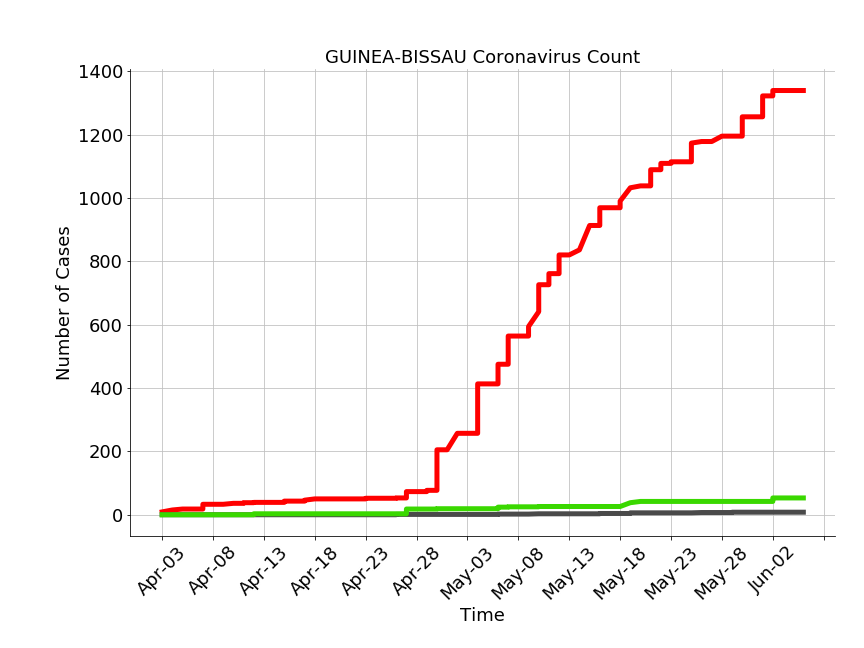 GUINEA-BISSAU Coronavirus Count
1400
1200
1000
800
600
400
200
0
Number of Cases
Apr-03
Apr-08
Apr-13
Apr-18
Apr-23
Apr-28
May-03
May-08
May-13
May-18
May-23
May-28
Jun-02
Time